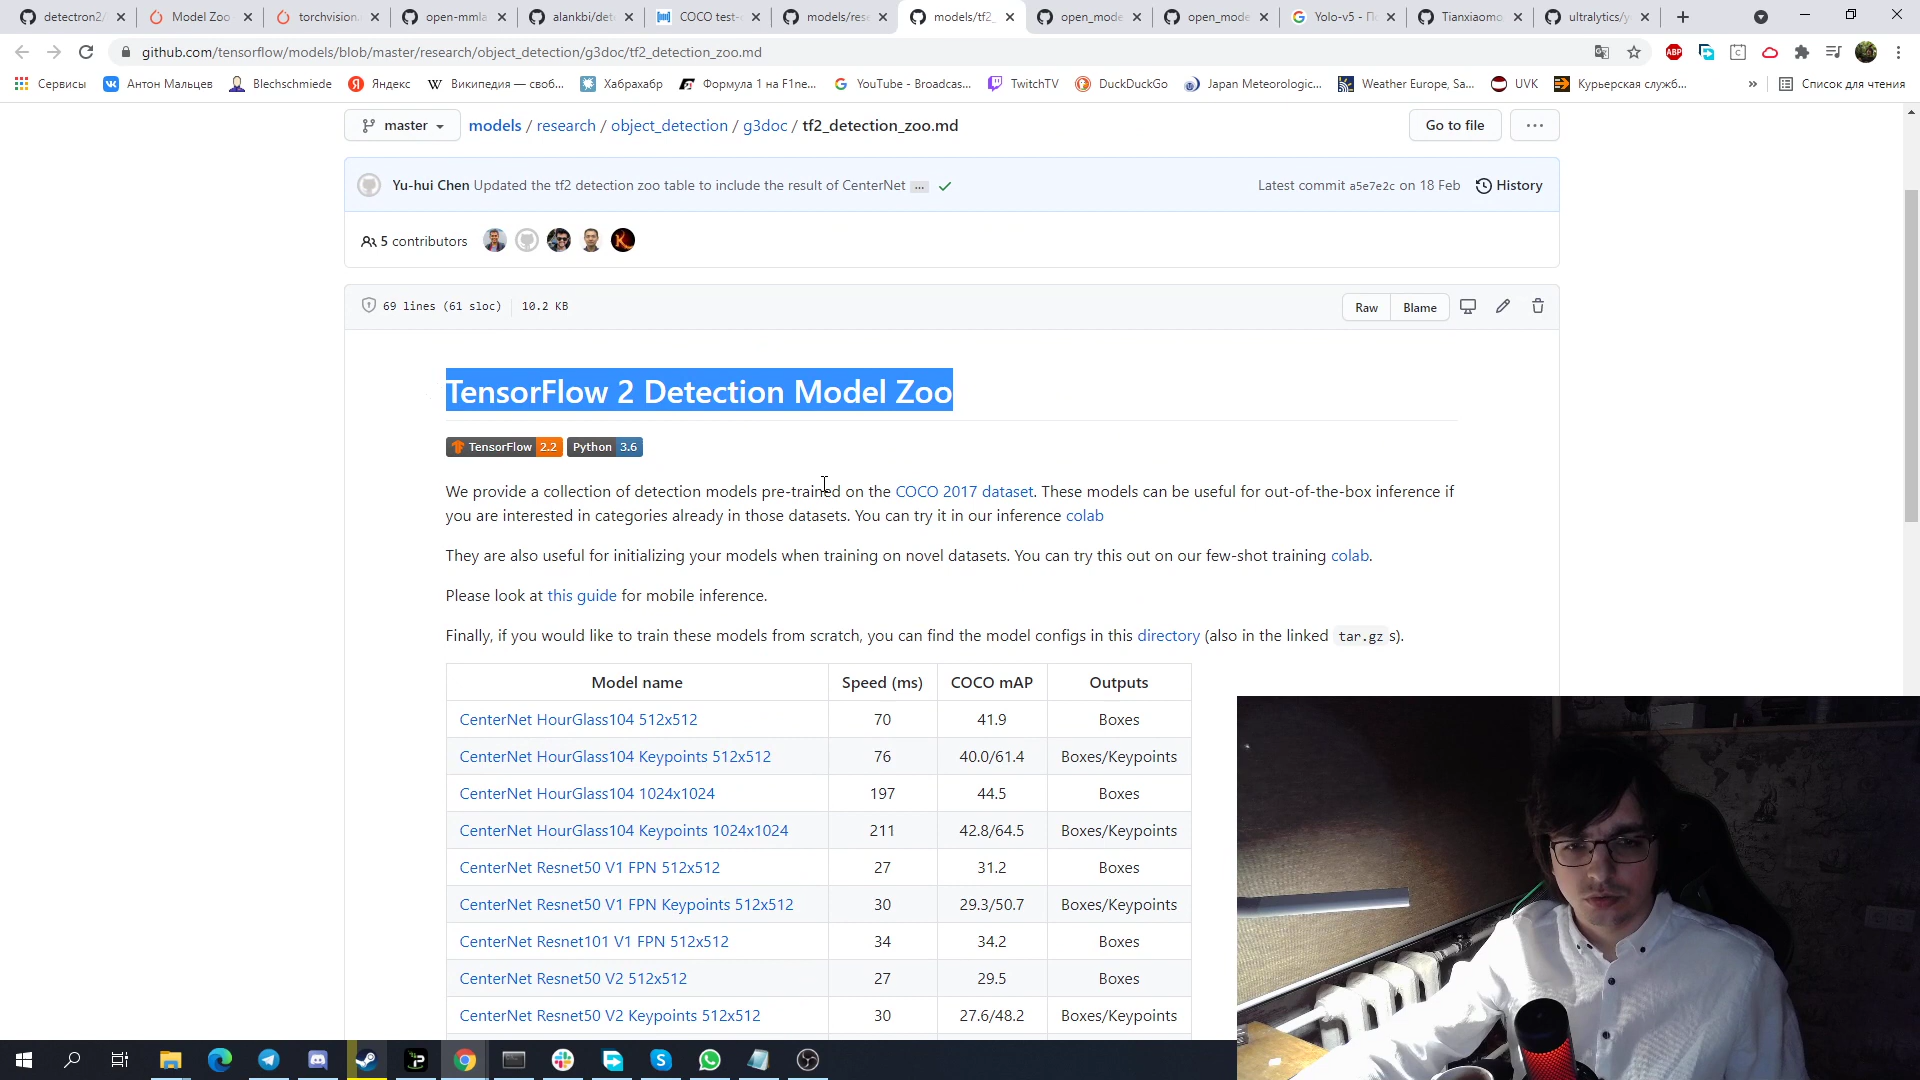 detectron2/
Model Zoo
torchvision.
open-mmla
alankbi/det
COCO test-
models/rese
models/tf2_
open_mode
open_mode
Yolo-v5 - По
Tianxiaomo
ultralytics/y
github.com/tensorflow/models/blob/master/research/object_detection/g3doc/tf2_detection_zoo.md
Сервисы
Антон Мальцев
Blechschmiede
Яндекс
Википедия — своб...
Хабрахабр
Формула 1 на F1ne...
YouTube - Broadcas...
TwitchTV
DuckDuckGo
Japan Meteorologic...
Weather Europe, Sa...
UVK
Курьерская служб...
»
Список для чтения
master
models / research / object_detection / g3doc / tf2_detection_zoo.md
Go to file
...
Yu-hui Chen Updated the tf2 detection zoo table to include the result of CenterNet ...
Latest commit a5e7e2c on 18 Feb
History
5 contributors
69 lines (61 sloc)
10.2 KB
Raw
Blame
TensorFlow 2 Detection Model Zoo
TensorFlow 2.2
Python 3.6
We provide a collection of detection models pre-trained on the COCO 2017 dataset. These models can be useful for out-of-the-box inference if
you are interested in categories already in those datasets. You can try it in our inference colab
They are also useful for initializing your models when training on novel datasets. You can try this out on our few-shot training colab.
Please look at this guide for mobile inference.
Finally, if you would like to train these models from scratch, you can find the model configs in this directory (also in the linked tar.gz s).
Model name Speed (ms) COCO mAP Outputs
CenterNet HourGlass104 512x512 70 41.9 Boxes
CenterNet HourGlass104 Keypoints 512x512 76 40.0/61.4 Boxes/Keypoints
CenterNet HourGlass104 1024x1024 197 44.5 Boxes
CenterNet HourGlass104 Keypoints 1024x1024 211 42.8/64.5 Boxes/Keypoints
CenterNet Resnet50 V1 FPN 512x512 27 31.2 Boxes
CenterNet Resnet50 V1 FPN Keypoints 512x512 30 29.3/50.7 Boxes/Keypoints
CenterNet Resnet101 V1 FPN 512x512 34 34.2 Boxes
CenterNet Resnet50 V2 512x512 27 29.5 Boxes
CenterNet Resnet50 V2 Keypoints 512x512 30 27.6/48.2 Boxes/Keypoints